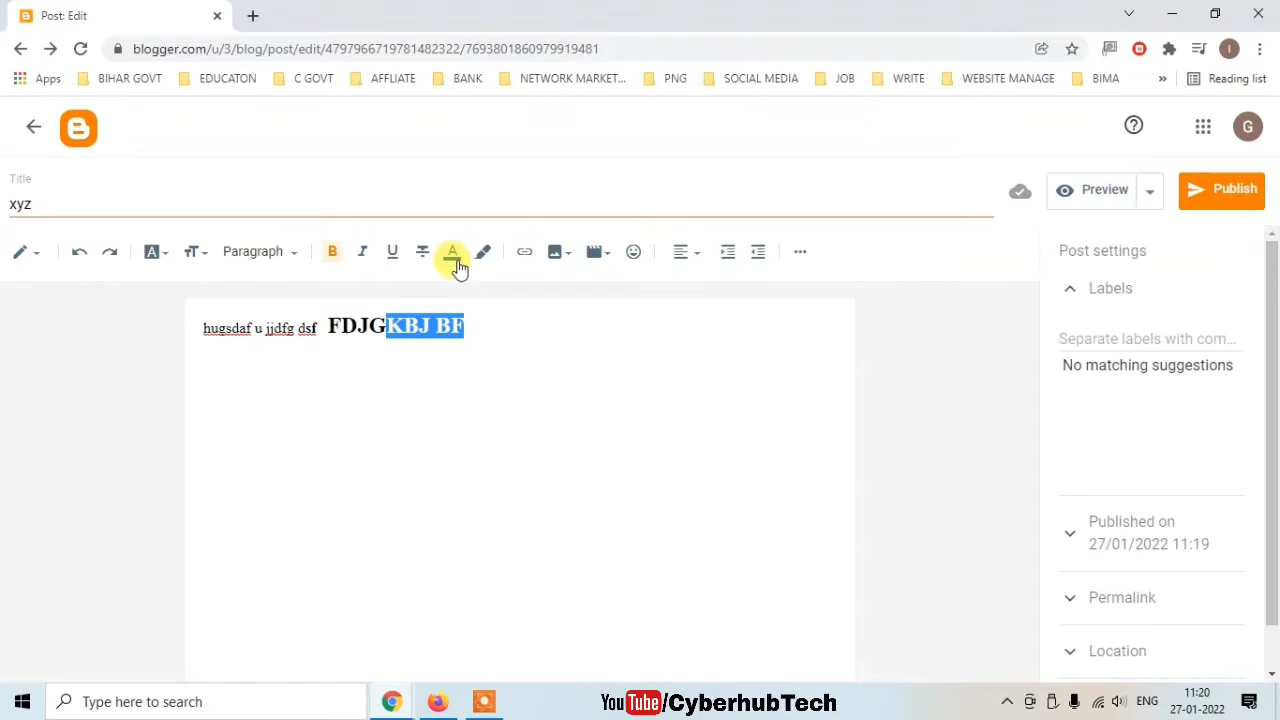 Post: Edit
blogger.com/u/3/blog/post/edit/4797966719781482322/7693801860979919481
Apps BIHAR GOVT EDUCATON C GOVT AFFLIATE BANK NETWORK MARKET... PNG SOCIAL MEDIA JOB WRITE WEBSITE MANAGE BIMA » Reading list
G
Title
xyz
Preview
Publish
Paragraph B I U A
Post settings
Labels
hugsdaf u jjdfg dsf FDJGKBJ BF
Separate labels with com...
No matching suggestions
Published on
27/01/2022 11:19
Permalink
Location
Type here to search
YouTube/CyberhubTech
ENG
11:20
27-01-2022